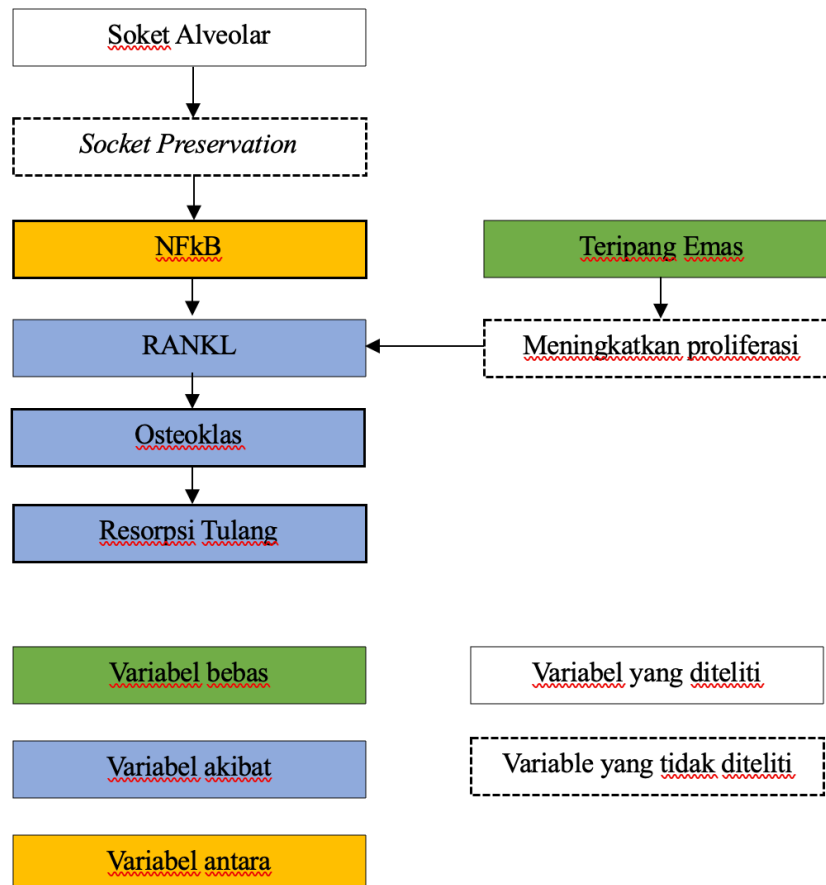 Soket Alveolar
Socket Preservation
NFkB
Teripang Emas
RANKL
Meningkatkan proliferasi
Osteoklas
Resorpsi Tulang
Variabel bebas
Variabel yang diteliti
Variabel akibat
Variable yang tidak diteliti
Variabel antara